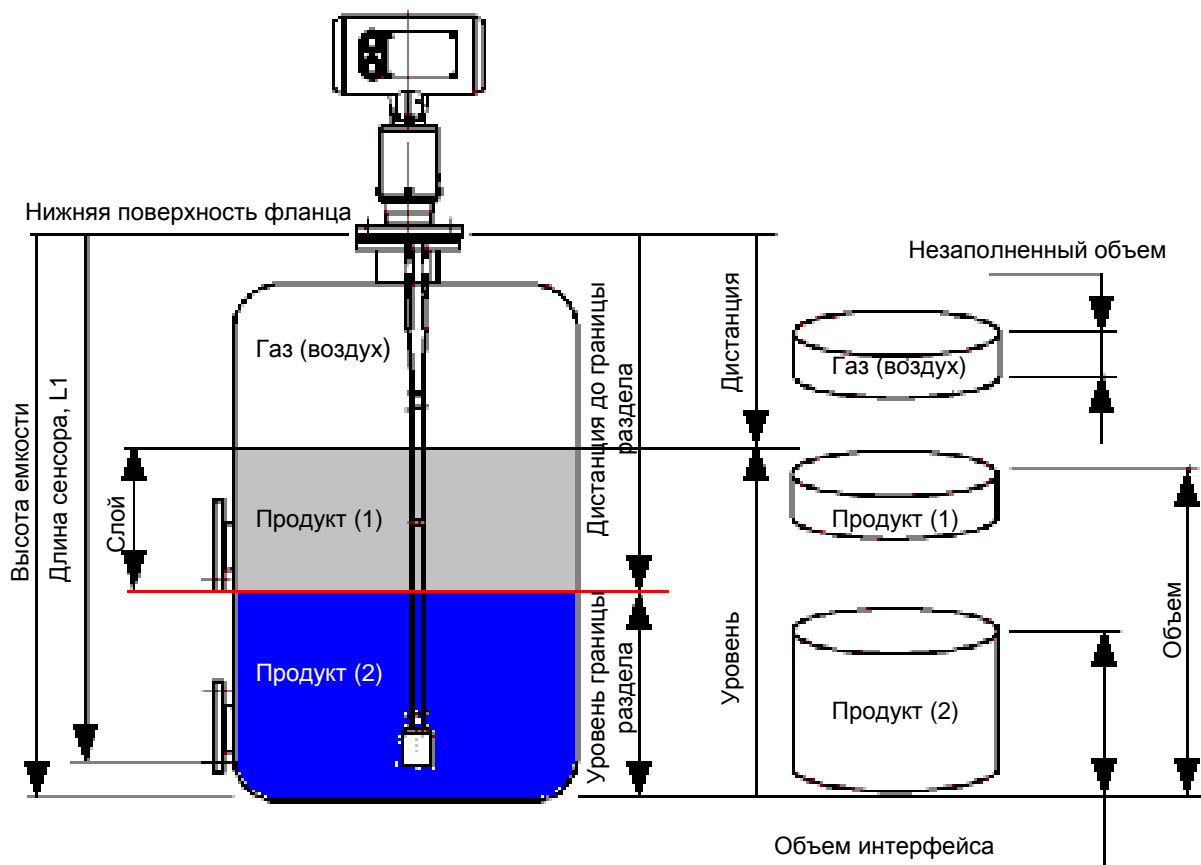 Нижняя поверхность фланца
Незаполненный объем
Газ (воздух)
Газ (воздух)
Дистанция
Дистанция до границы
раздела
Высота емкости
Длина сенсора, L1
Слой
Продукт (1)
Продукт (1)
Продукт (2)
Уровень границы
раздела
Уровень
Продукт (2)
Объем
Объем интерфейса